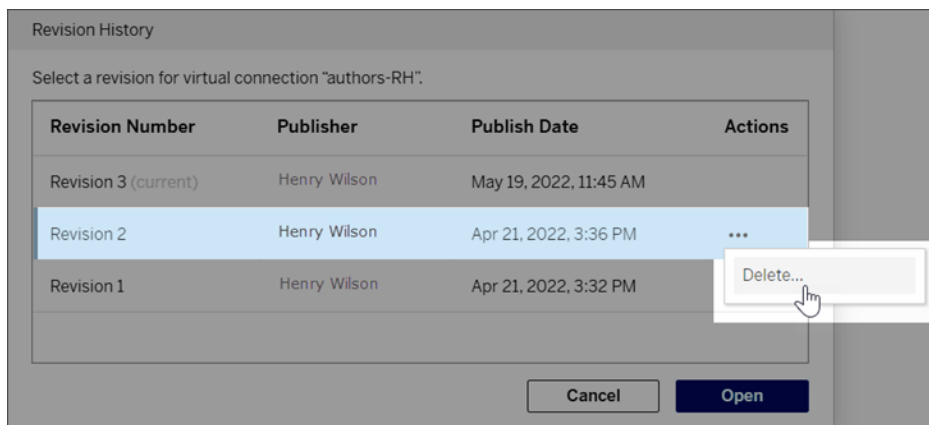 Revision History
Select a revision for virtual connection “authors-RH”.
Revision Number Publisher Publish Date Actions
Revision 3 (current) Henry Wilson May 19, 2022, 11:45 AM
Revision 2 Henry Wilson Apr 21, 2022, 3:36 PM •••
Delete...
Revision 1 Henry Wilson Apr 21, 2022, 3:32 PM
Cancel Open